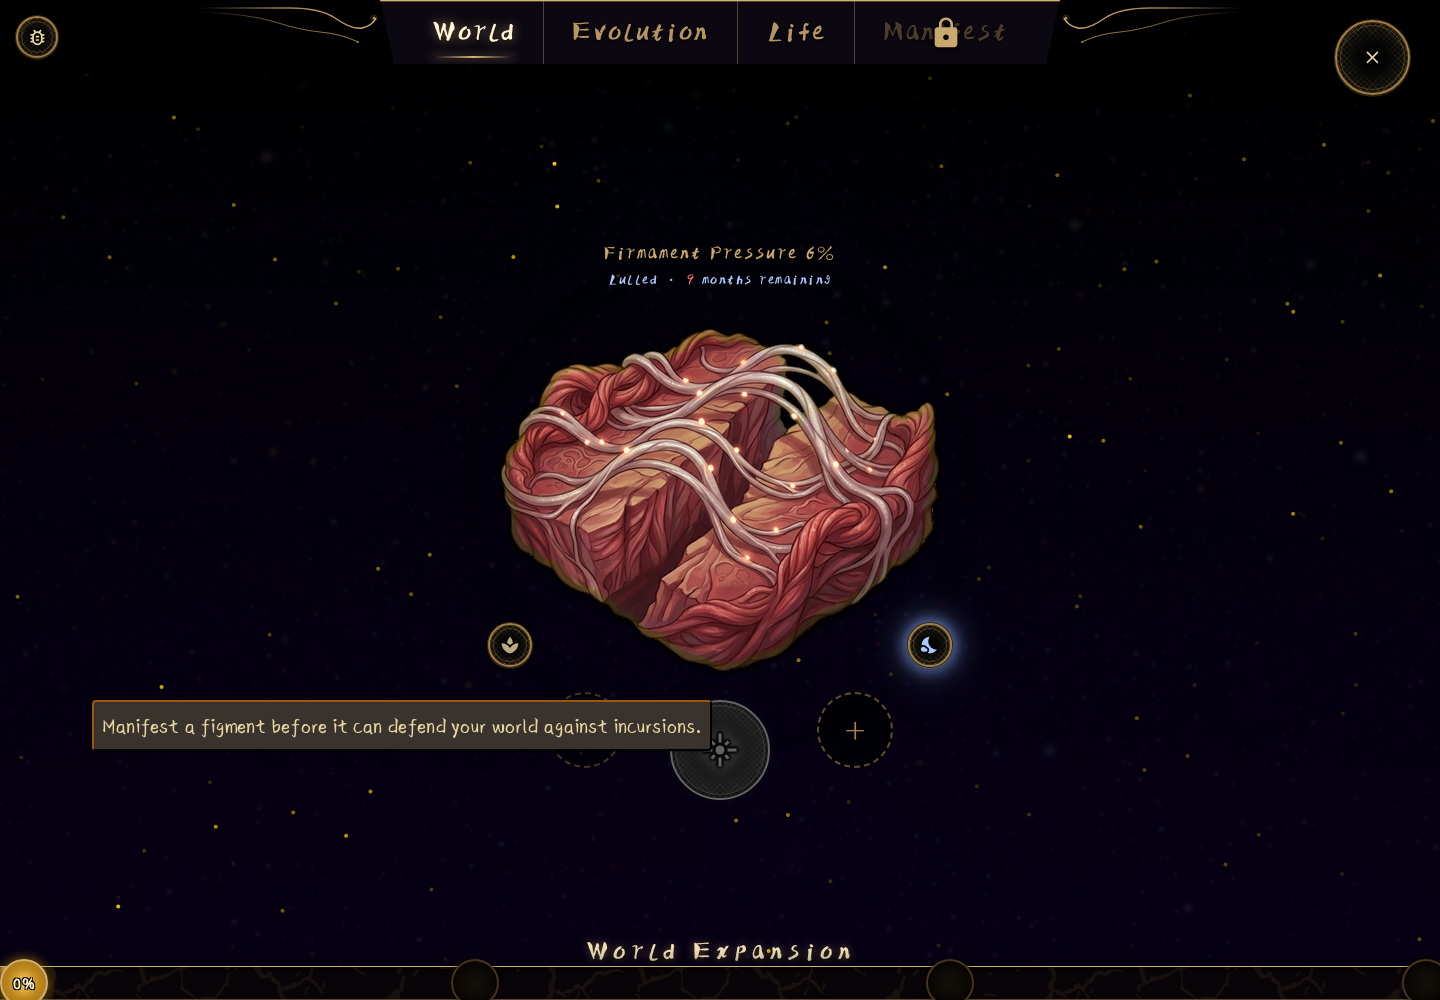 World
Evolution
Life
Manifest
Firmament Pressure 6%
Lulled · 9 months remaining
Manifest a figment before it can defend your world against incursions.
World Expansion
0%